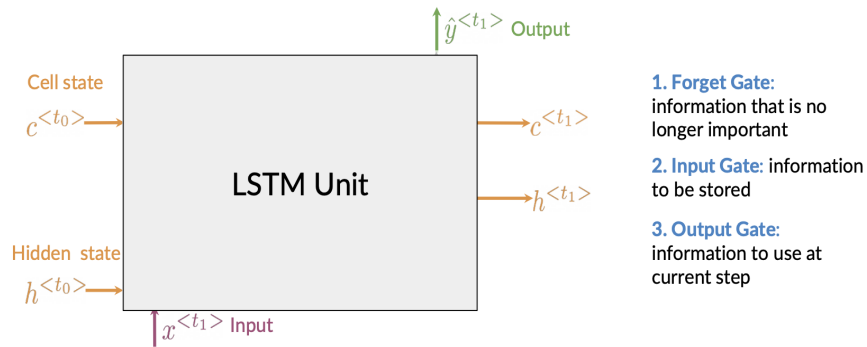 ŷ<t₁> Output
Cell state
c<t₀>
c<t₁>
LSTM Unit
h<t₁>
Hidden state
h<t₀>
x<t₁> Input
1. Forget Gate:
information that is no
longer important
2. Input Gate: information
to be stored
3. Output Gate:
information to use at
current step